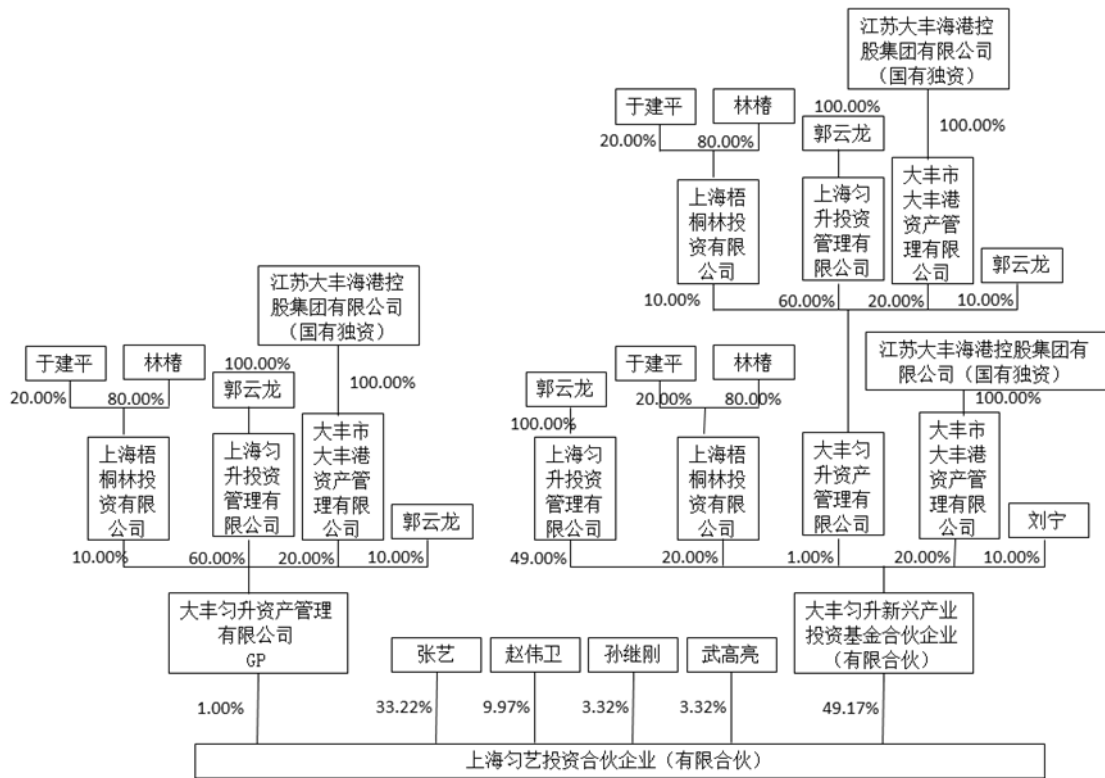 江苏大丰海港控
股集团有限公司
（国有独资）
于建平
林椿
100.00%
20.00%
80.00%
郭云龙
100.00%
上海梧
桐林投
资有限
公司
上海匀
升投资
管理有
限公司
大丰市
大丰港
资产管
理有限
公司
郭云龙
10.00%
60.00%
20.00%
10.00%
江苏大丰海港控
股集团有限公司
（国有独资）
于建平
林椿
100.00%
20.00%
80.00%
郭云龙
100.00%
上海梧
桐林投
资有限
公司
上海匀
升投资
管理有
限公司
大丰市
大丰港
资产管
理有限
公司
郭云龙
10.00%
60.00%
20.00%
10.00%
大丰匀升资产管理
有限公司
GP
江苏大丰海港控股集团有
限公司（国有独资）
郭云龙
于建平
林椿
100.00%
20.00%
80.00%
100.00%
上海匀
升投资
管理有
限公司
上海梧
桐林投
资有限
公司
大丰匀
升资产
管理有
限公司
大丰市
大丰港
资产管
理有限
公司
刘宁
49.00%
20.00%
1.00%
20.00%
10.00%
大丰匀升新兴产业
投资基金合伙企业
（有限合伙）
张艺
赵伟卫
孙继刚
武高亮
1.00%
33.22%
9.97%
3.32%
3.32%
49.17%
上海匀艺投资合伙企业（有限合伙）